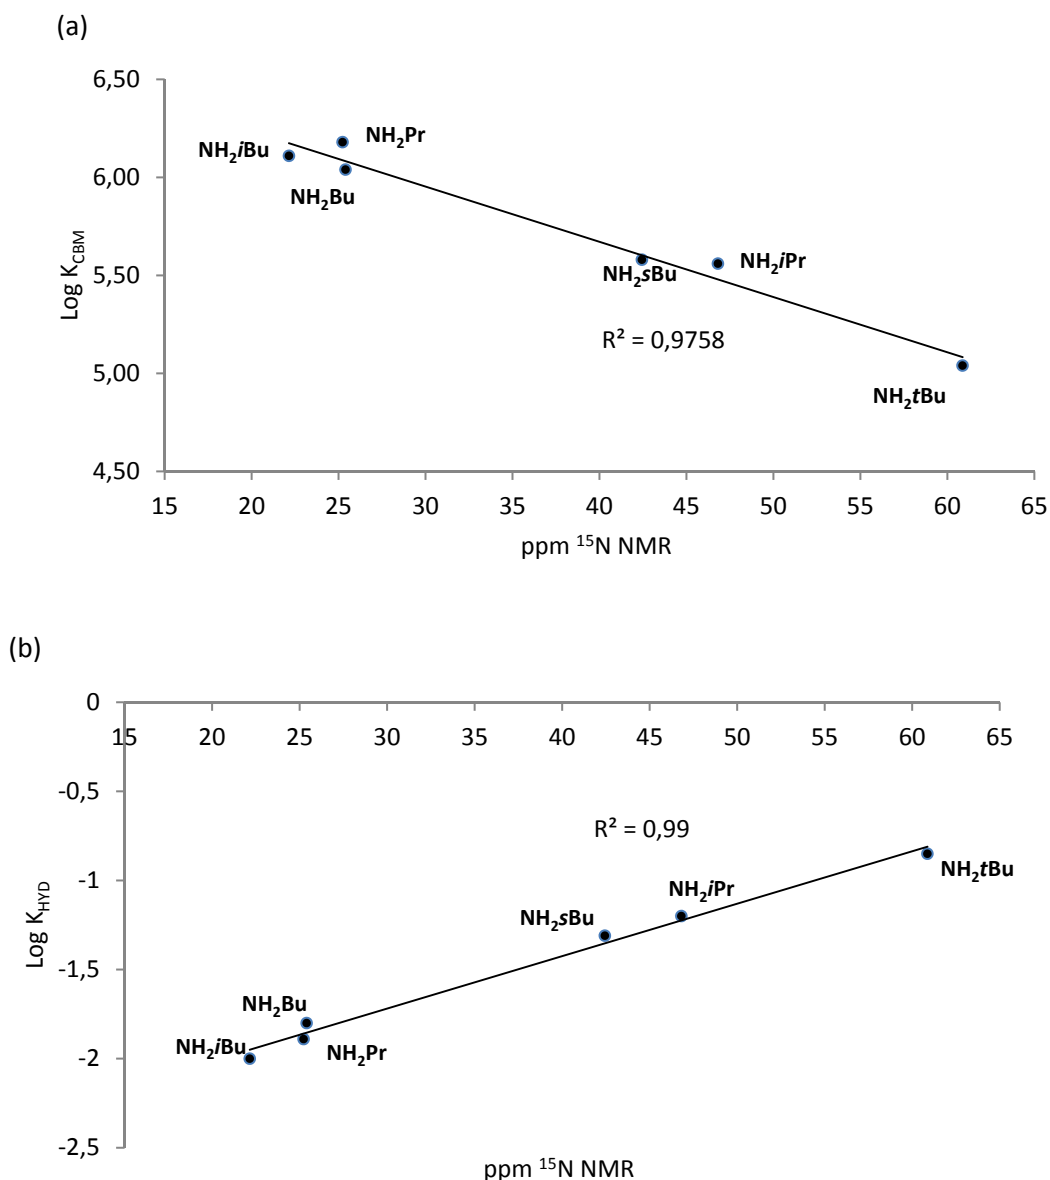 (a)
6,50
6,00
5,50
5,00
4,50
Log K_CBM
NH₂iBu
NH₂Pr
NH₂Bu
NH₂sBu
NH₂iPr
R² = 0,9758
NH₂tBu
15 20 25 30 35 40 45 50 55 60 65
ppm ¹⁵N NMR
(b)
0
15 20 25 30 35 40 45 50 55 60 65
-0,5
-1
-1,5
-2
-2,5
Log K_HYD
R² = 0,99
NH₂tBu
NH₂iPr
NH₂sBu
NH₂Bu
NH₂iBu
NH₂Pr
ppm ¹⁵N NMR